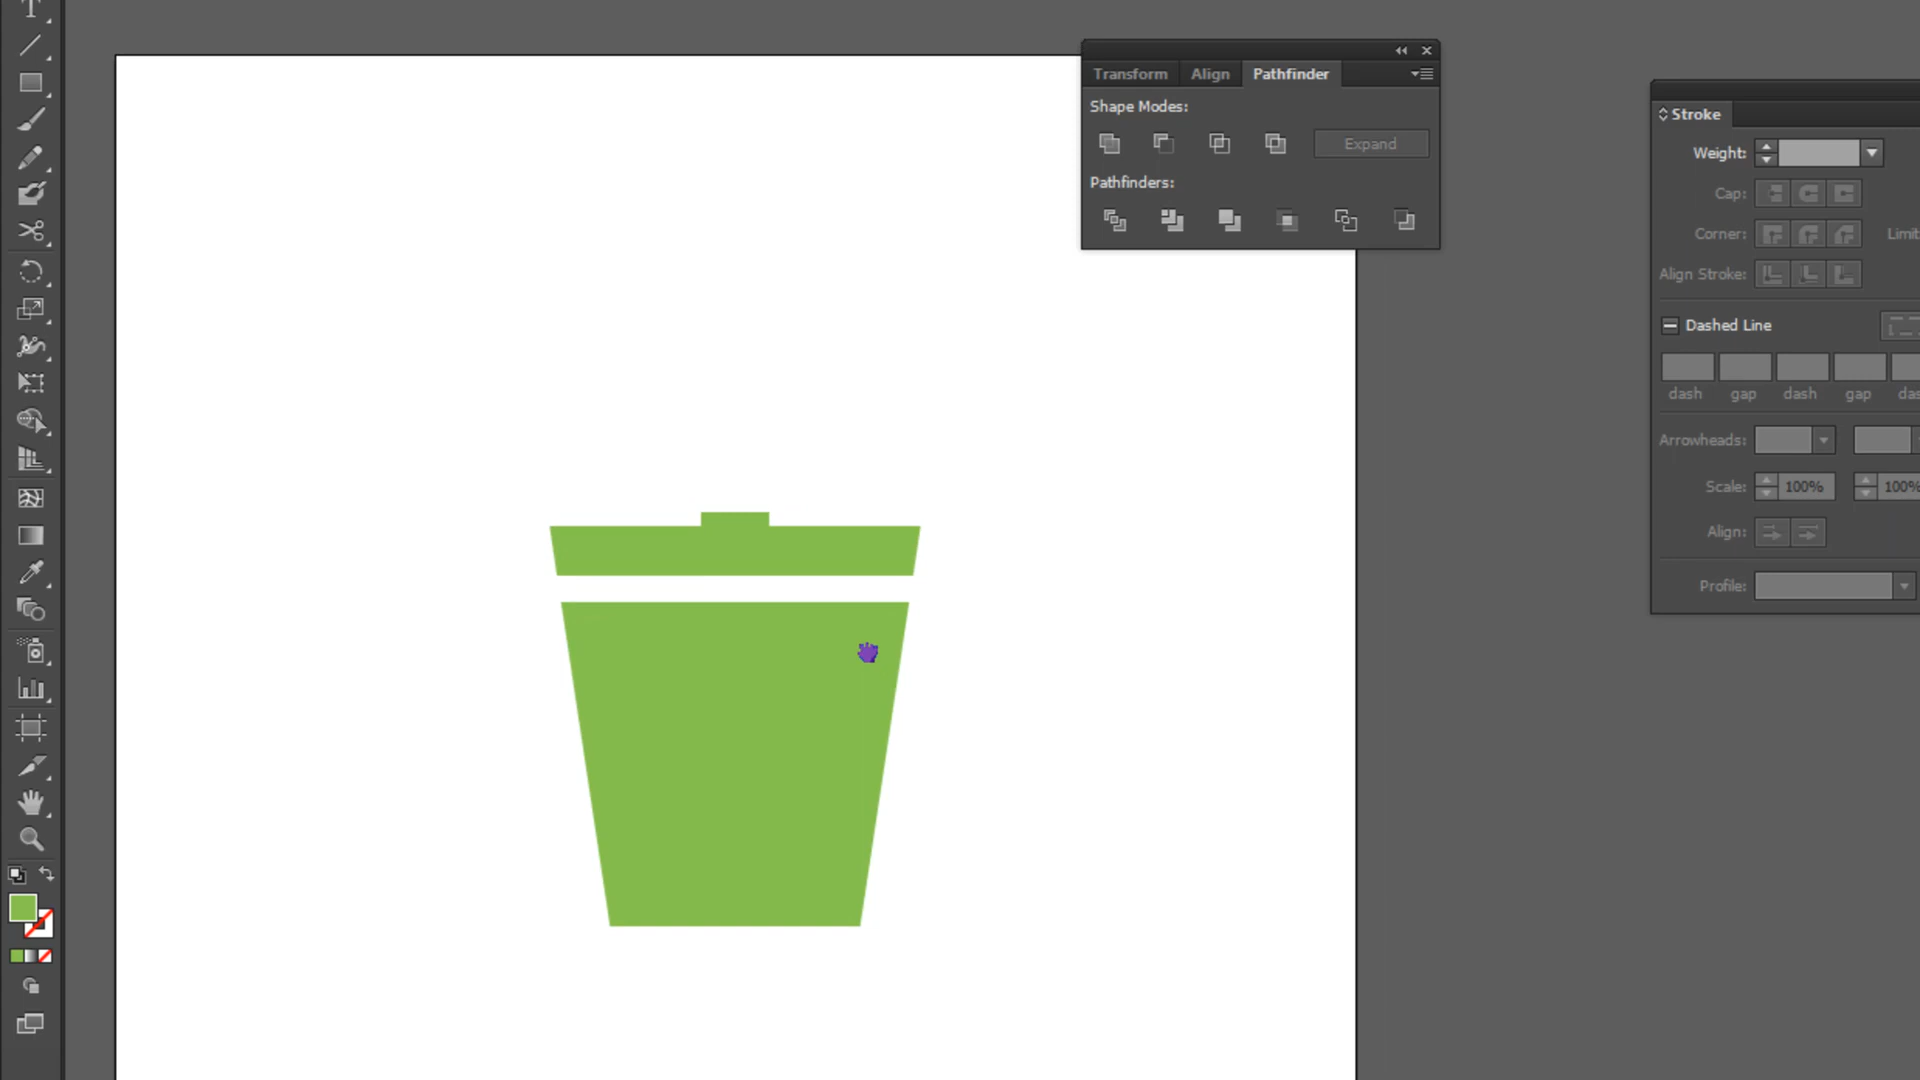 Transform Align Pathfinder
Shape Modes:
Expand
Pathfinders:
Stroke
Weight:
Cap:
Corner: Limit
Align Stroke:
Dashed Line
dash gap dash gap das
Arrowheads:
Scale: 100% 100%
Align:
Profile: